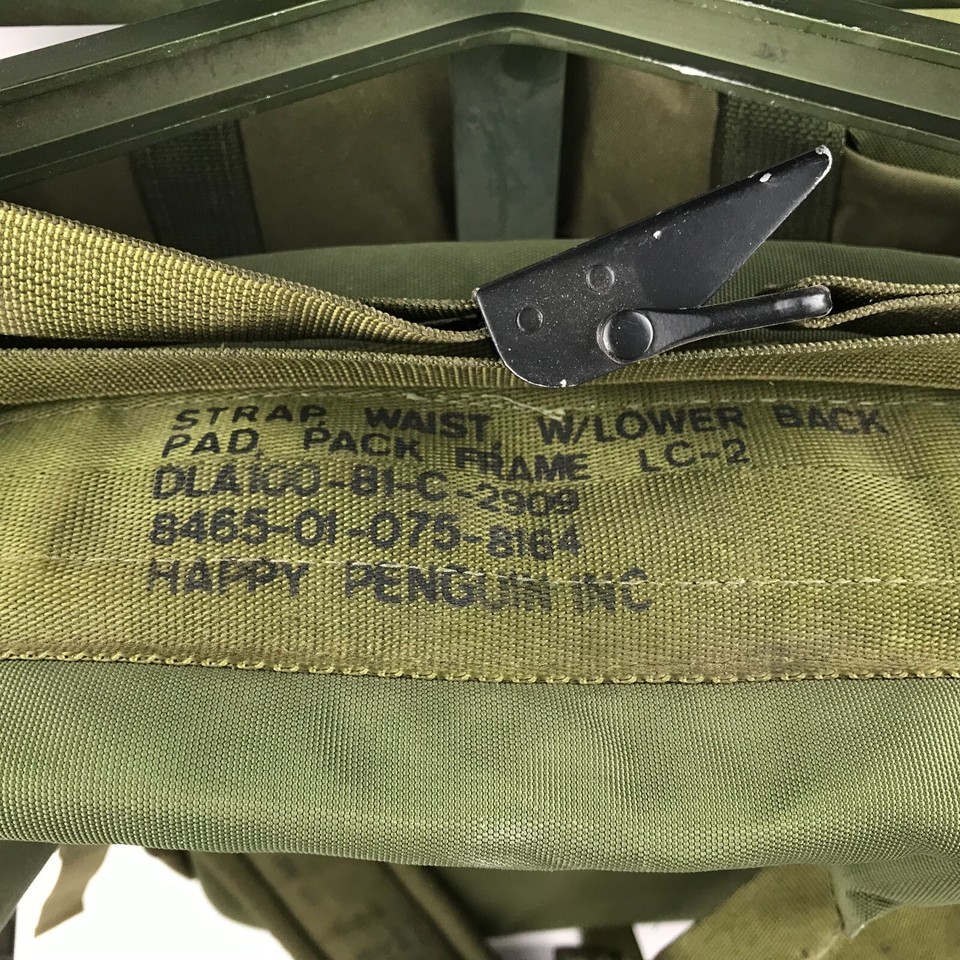 STRAP, WAIST, W/LOWER BACK
PAD, PACK FRAME LC-2
DLA100-81-C-2909
8465-01-075-8164
HAPPY PENGUIN INC